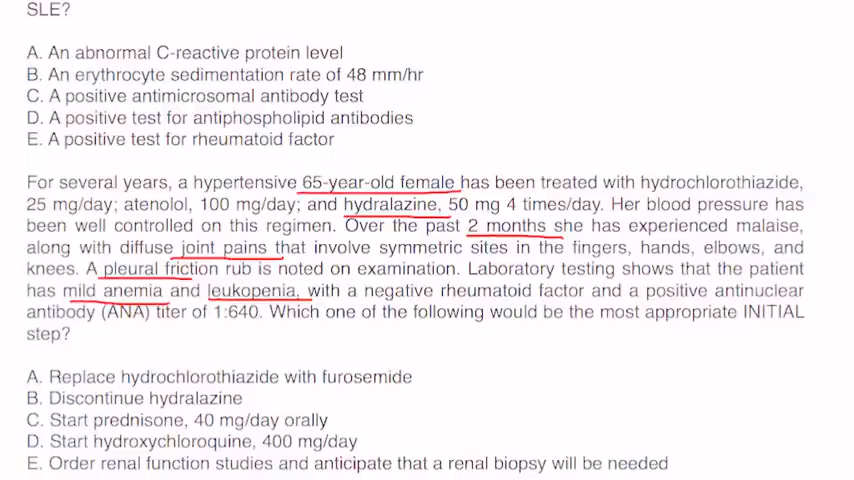 SLE?
A. An abnormal C-reactive protein level
B. An erythrocyte sedimentation rate of 48 mm/hr
C. A positive antimicrosomal antibody test
D. A positive test for antiphospholipid antibodies
E. A positive test for rheumatoid factor
For several years, a hypertensive 65-year-old female has been treated with hydrochlorothiazide,
25 mg/day; atenolol, 100 mg/day; and hydralazine, 50 mg 4 times/day. Her blood pressure has
been well controlled on this regimen. Over the past 2 months she has experienced malaise,
along with diffuse joint pains that involve symmetric sites in the fingers, hands, elbows, and
knees. A pleural friction rub is noted on examination. Laboratory testing shows that the patient
has mild anemia and leukopenia, with a negative rheumatoid factor and a positive antinuclear
antibody (ANA) titer of 1:640. Which one of the following would be the most appropriate INITIAL
step?
A. Replace hydrochlorothiazide with furosemide
B. Discontinue hydralazine
C. Start prednisone, 40 mg/day orally
D. Start hydroxychloroquine, 400 mg/day
E. Order renal function studies and anticipate that a renal biopsy will be needed